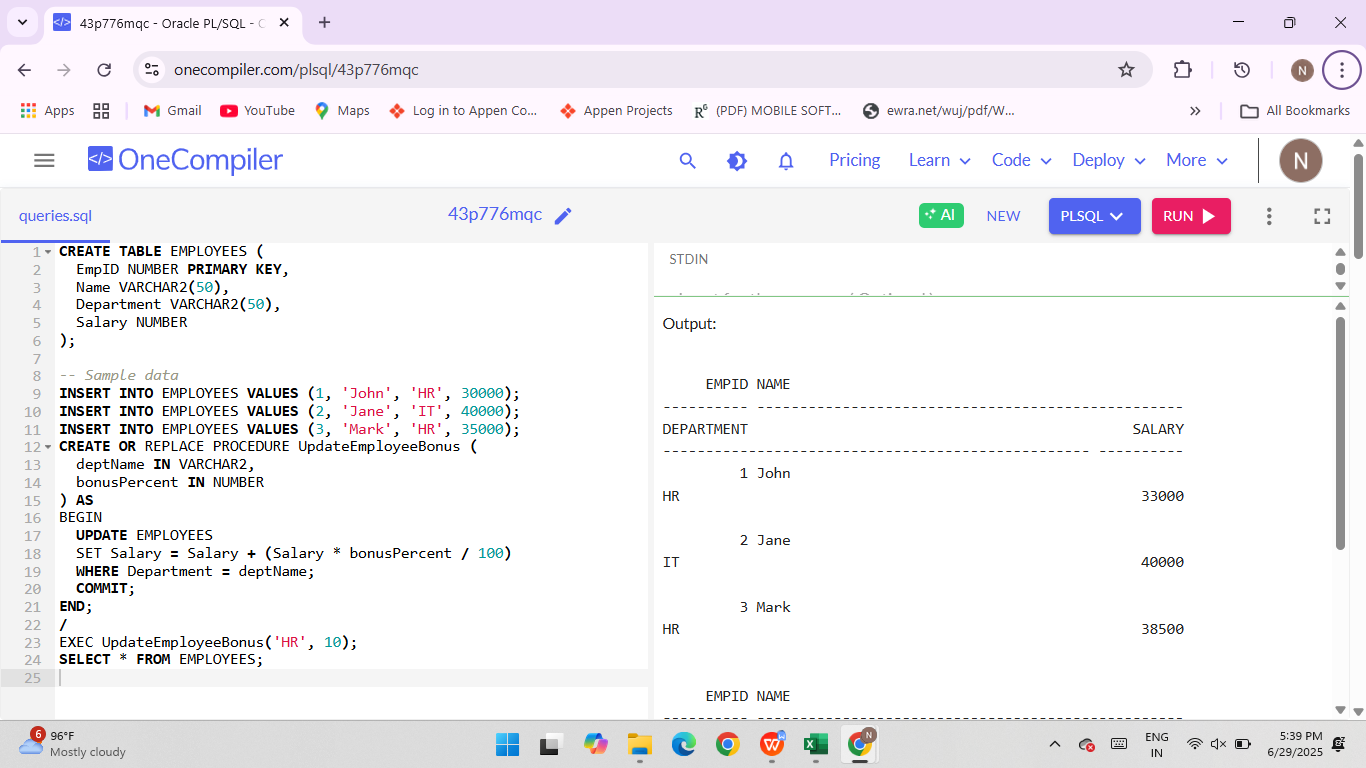 43p776mqc - Oracle PL/SQL - C
onecompiler.com/plsql/43p776mqc
N
Apps
Gmail
YouTube
Maps
Log in to Appen Co...
Appen Projects
(PDF) MOBILE SOFT...
ewra.net/wuj/pdf/W...
»
All Bookmarks
OneCompiler
Pricing
Learn
Code
Deploy
More
N
queries.sql
43p776mqc
AI
NEW
PLSQL
RUN
1 CREATE TABLE EMPLOYEES (
2 EmpID NUMBER PRIMARY KEY,
3 Name VARCHAR2(50),
4 Department VARCHAR2(50),
5 Salary NUMBER
6 );
7
8 -- Sample data
9 INSERT INTO EMPLOYEES VALUES (1, 'John', 'HR', 30000);
10 INSERT INTO EMPLOYEES VALUES (2, 'Jane', 'IT', 40000);
11 INSERT INTO EMPLOYEES VALUES (3, 'Mark', 'HR', 35000);
12 CREATE OR REPLACE PROCEDURE UpdateEmployeeBonus (
13 deptName IN VARCHAR2,
14 bonusPercent IN NUMBER
15 ) AS
16 BEGIN
17 UPDATE EMPLOYEES
18 SET Salary = Salary + (Salary * bonusPercent / 100)
19 WHERE Department = deptName;
20 COMMIT;
21 END;
22 /
23 EXEC UpdateEmployeeBonus('HR', 10);
24 SELECT * FROM EMPLOYEES;
25
STDIN
Output:
EMPID NAME
---------- --------------------------------------------------
DEPARTMENT SALARY
-------------------------------------------------- ----------
1 John
HR 33000
2 Jane
IT 40000
3 Mark
HR 38500
EMPID NAME
---------- --------------------------------------------------
6
96°F
Mostly cloudy
N
ENG
IN
5:39 PM
6/29/2025